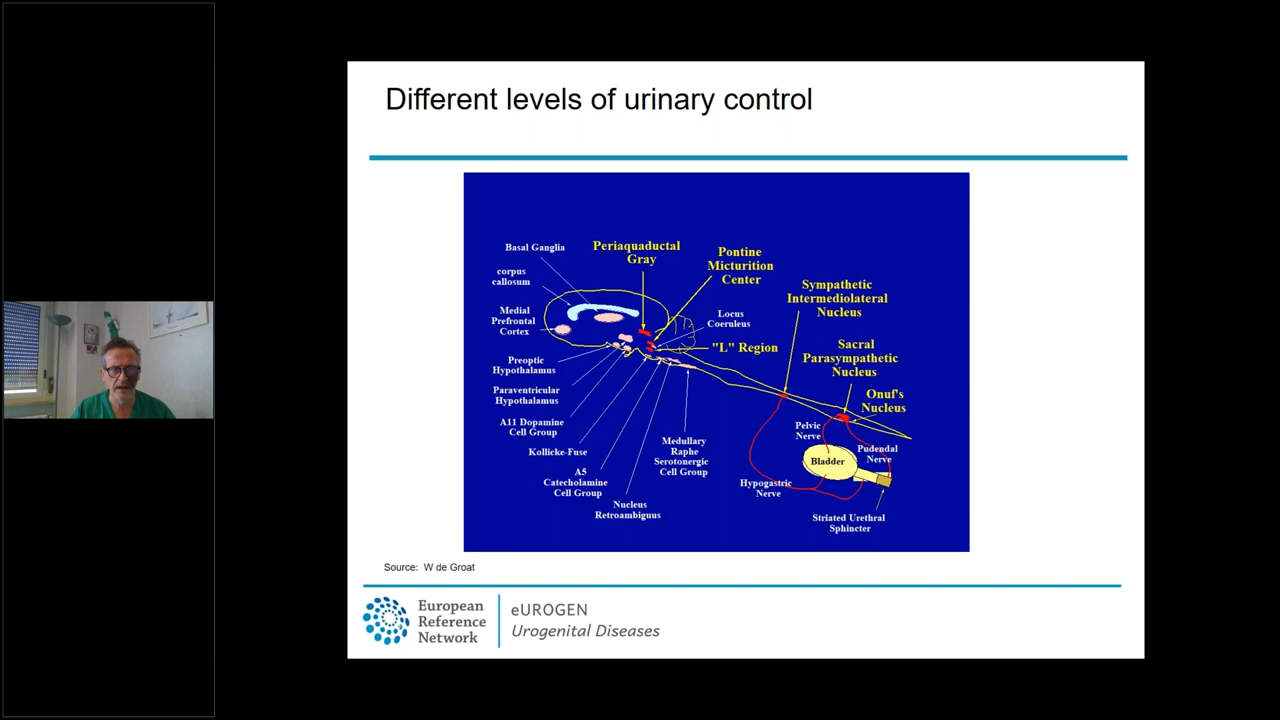 Different levels of urinary control
Basal Ganglia
Periaquaductal
Gray
Pontine
Micturition
Center
corpus
callosum
Sympathetic
Intermediolateral
Nucleus
Medial
Prefrontal
Cortex
Locus
Coeruleus
"L" Region
Sacral
Parasympathetic
Nucleus
Preoptic
Hypothalamus
Paraventricular
Hypothalamus
Onuf's
Nucleus
A11 Dopamine
Cell Group
Pelvic
Nerve
Kollicke-Fuse
Medullary
Raphe
Serotonergic
Cell Group
Pudendal
Nerve
Bladder
A5
Catecholamine
Cell Group
Hypogastric
Nerve
Nucleus
Retroambiguus
Striated Urethral
Sphincter
Source: W de Groat
European
Reference
Network
eUROGEN
Urogenital Diseases